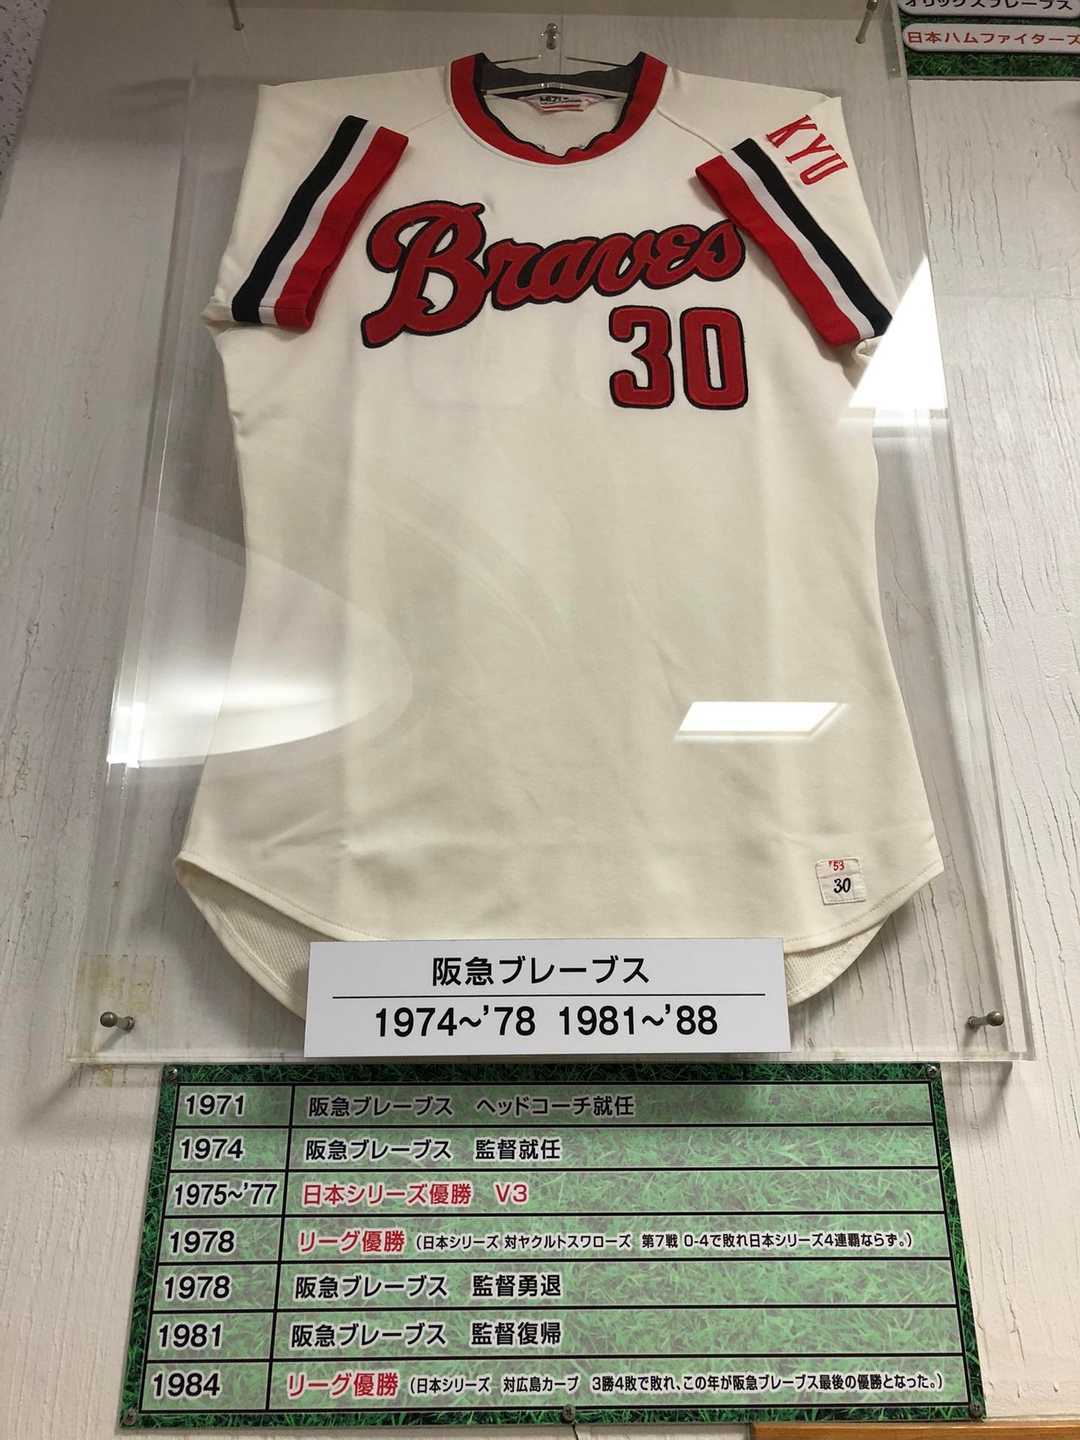 オリックスブレーブス
日本ハムファイターズ
KYU
Braves
30
'53
30
阪急ブレーブス
1974~'78 1981~'88
1971 阪急ブレーブス ヘッドコーチ就任
1974 阪急ブレーブス 監督就任
1975~'77 日本シリーズ優勝 V3
1978 リーグ優勝 (日本シリーズ 対ヤクルトスワローズ 第7戦 0-4で敗れ日本シリーズ4連覇ならず。)
1978 阪急ブレーブス 監督勇退
1981 阪急ブレーブス 監督復帰
1984 リーグ優勝 (日本シリーズ 対広島カープ 3勝4敗で敗れ、この年が阪急ブレーブス最後の優勝となった。)